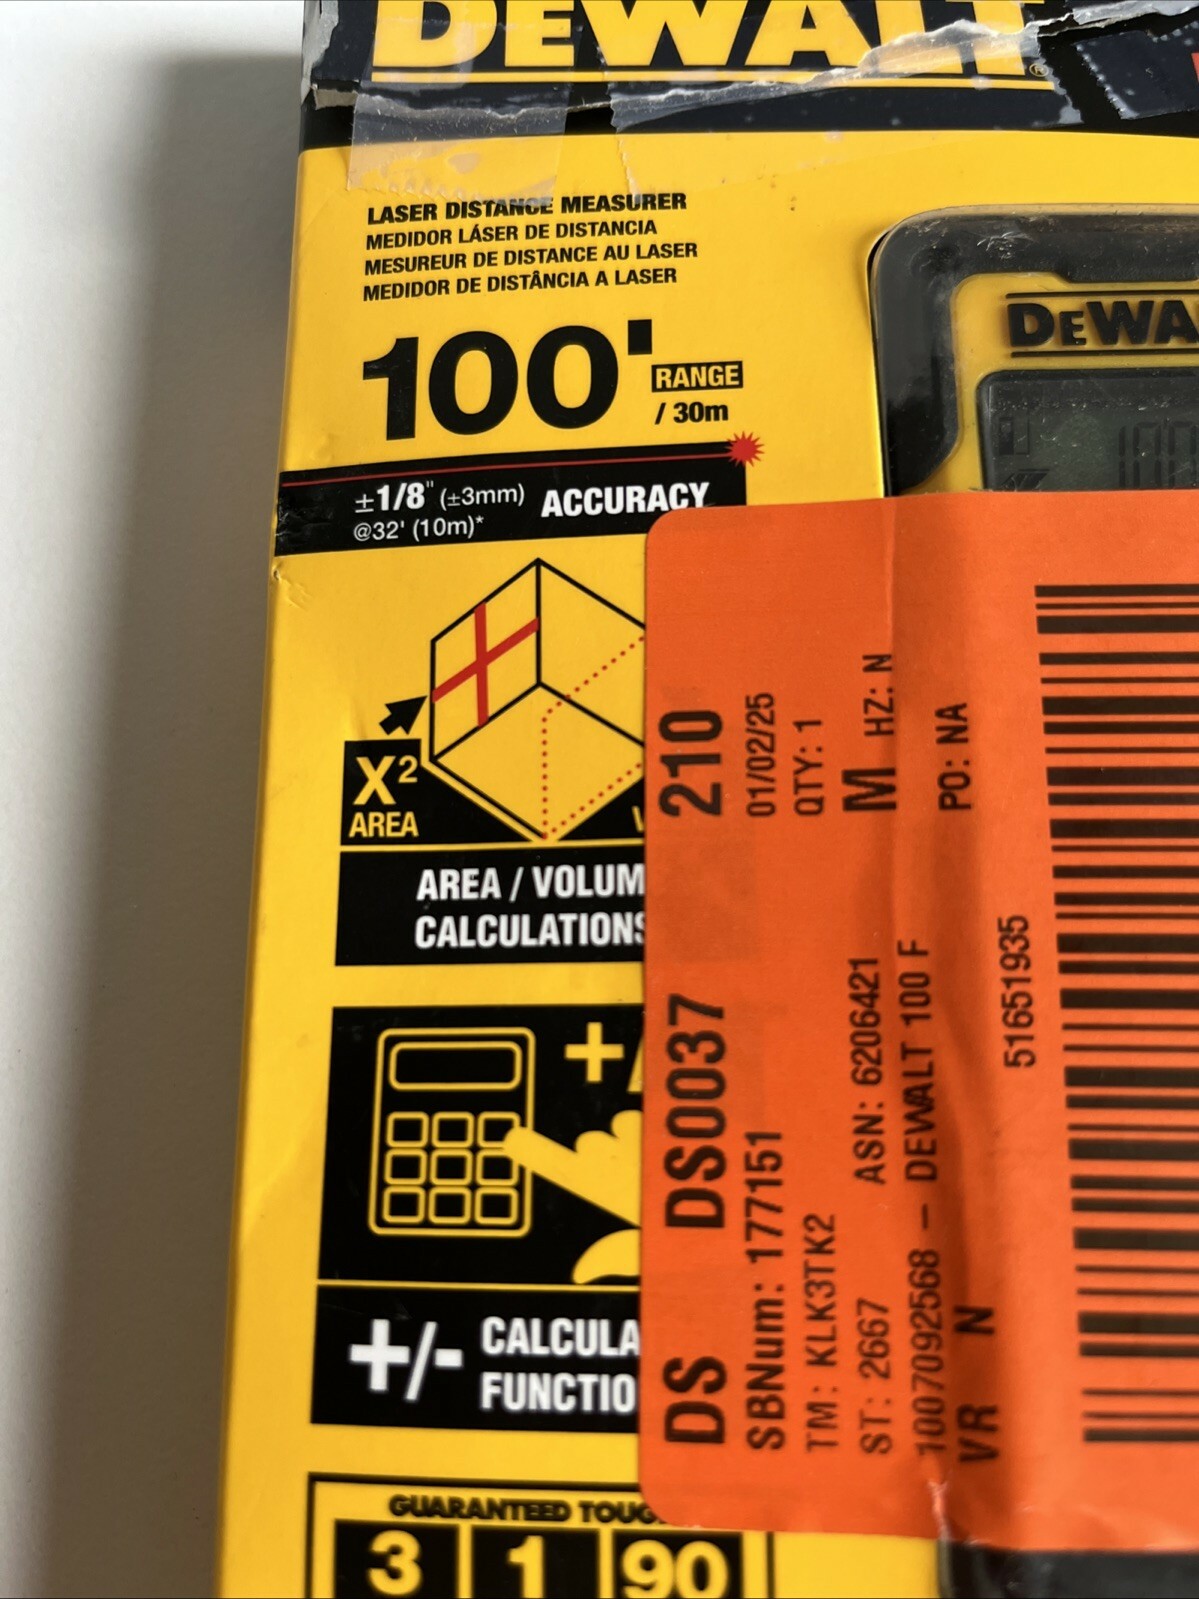 DEWALT®
LASER DISTANCE MEASURER
MEDIDOR LÁSER DE DISTANCIA
MESUREUR DE DISTANCE AU LASER
MEDIDOR DE DISTÂNCIA A LASER
100'
RANGE
/ 30m
±1/8" (±3mm) ACCURACY
@32' (10m)*
DEWA
X²
AREA
AREA / VOLUM
CALCULATIONS
+/
+/- CALCULA
FUNCTIO
GUARANTEED TOUG
3 1 90
DS DS0037 210
SBNum: 177151 01/02/25
TM: KLK3TK2 QTY: 1
ST: 2667 ASN: 6206421 M HZ: N
1007092568 – DEWALT 100 F
VR N PO: NA
51651935